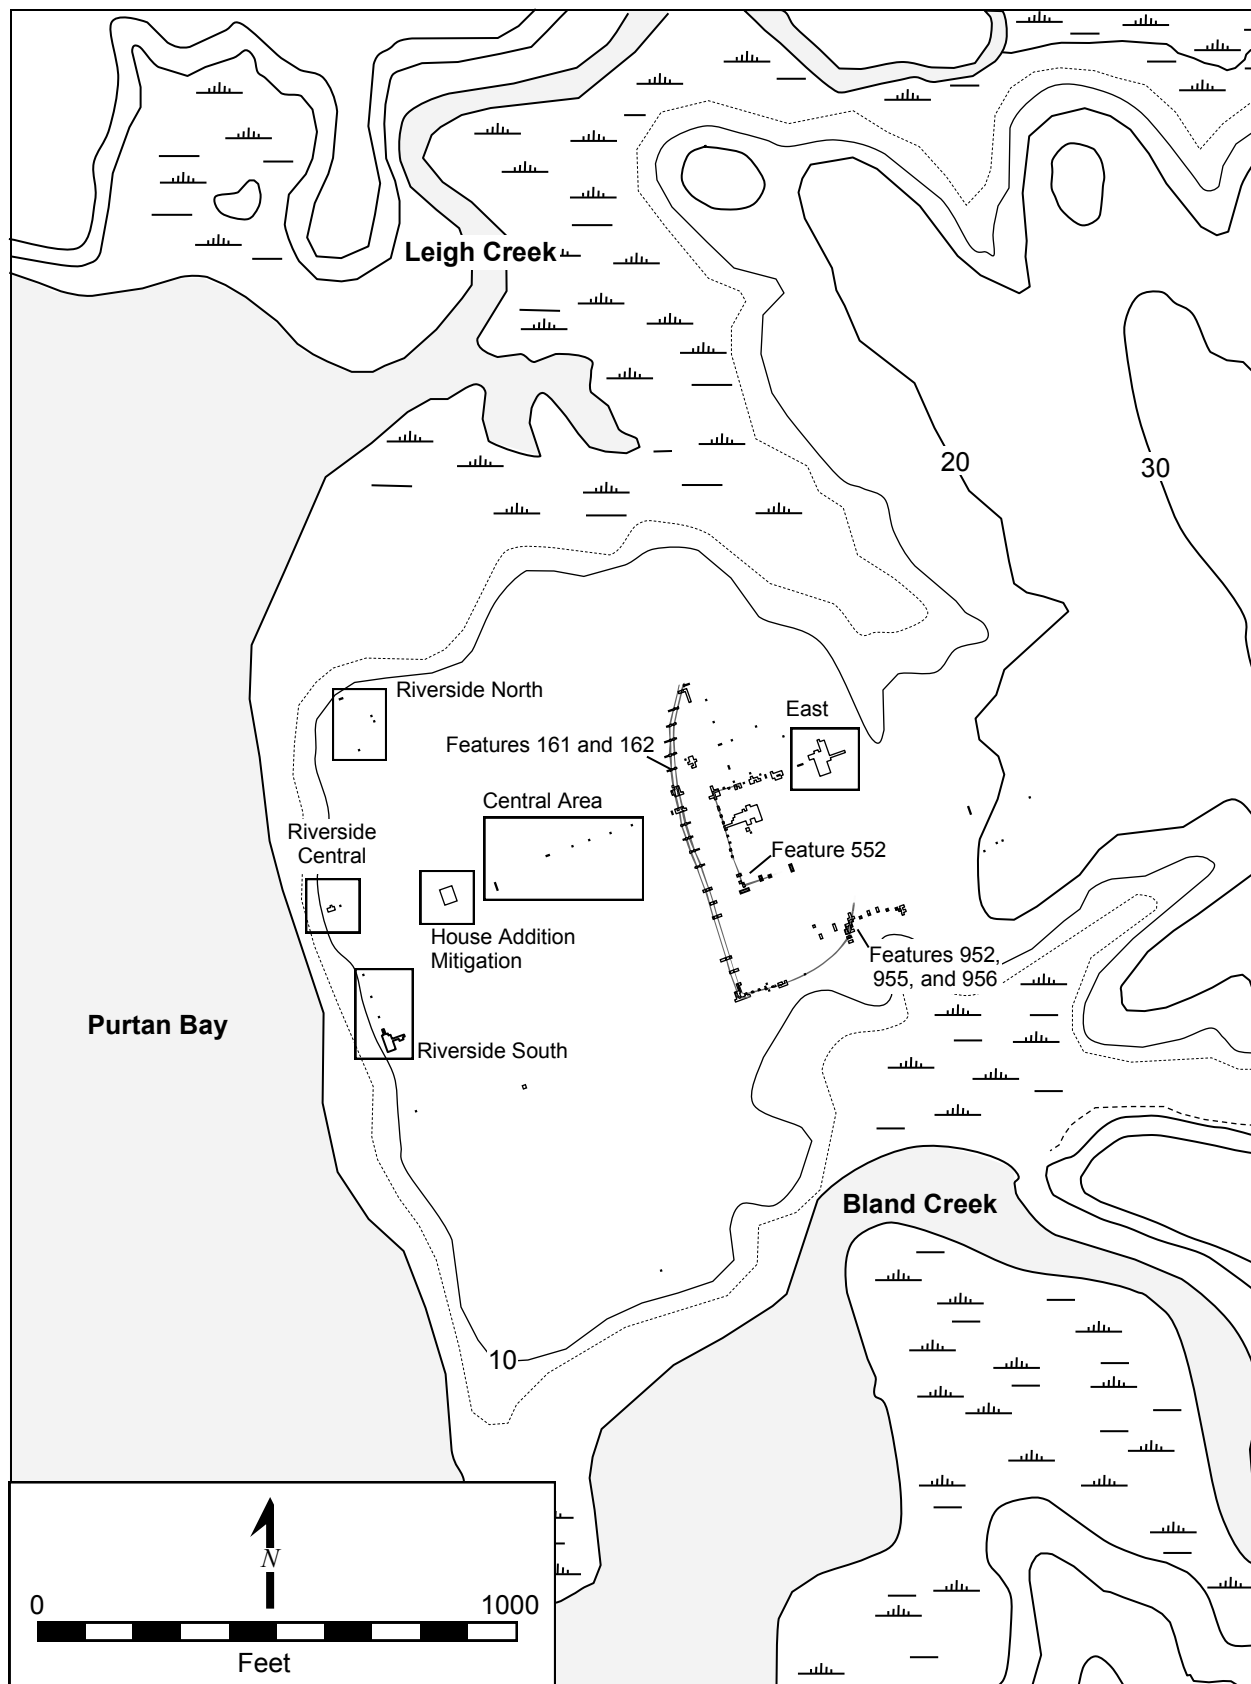 Leigh Creek
20
30
Riverside North
East
Features 161 and 162
Central Area
Riverside
Central
Feature 552
House Addition
Mitigation
Features 952,
955, and 956
Purtan Bay
Riverside South
Bland Creek
10
N
0
1000
Feet